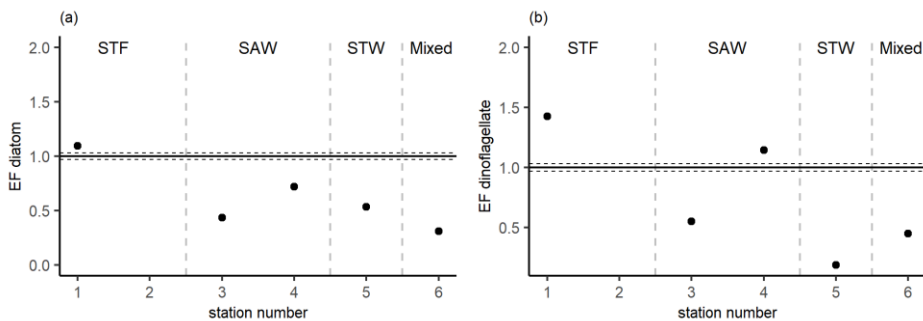 (a)
STF SAW STW Mixed
2.0
1.5
1.0
0.5
0.0
EF diatom
1 2 3 4 5 6
station number
(b)
STF SAW STW Mixed
2.0
1.5
1.0
0.5
EF dinoflagellate
1 2 3 4 5 6
station number